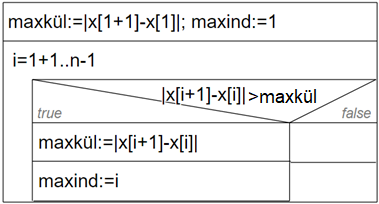 maxkül:=|x[1+1]-x[1]|; maxind:=1
i=1+1..n-1
|x[i+1]-x[i]|>maxkül
true
false
maxkül:=|x[i+1]-x[i]|
maxind:=i